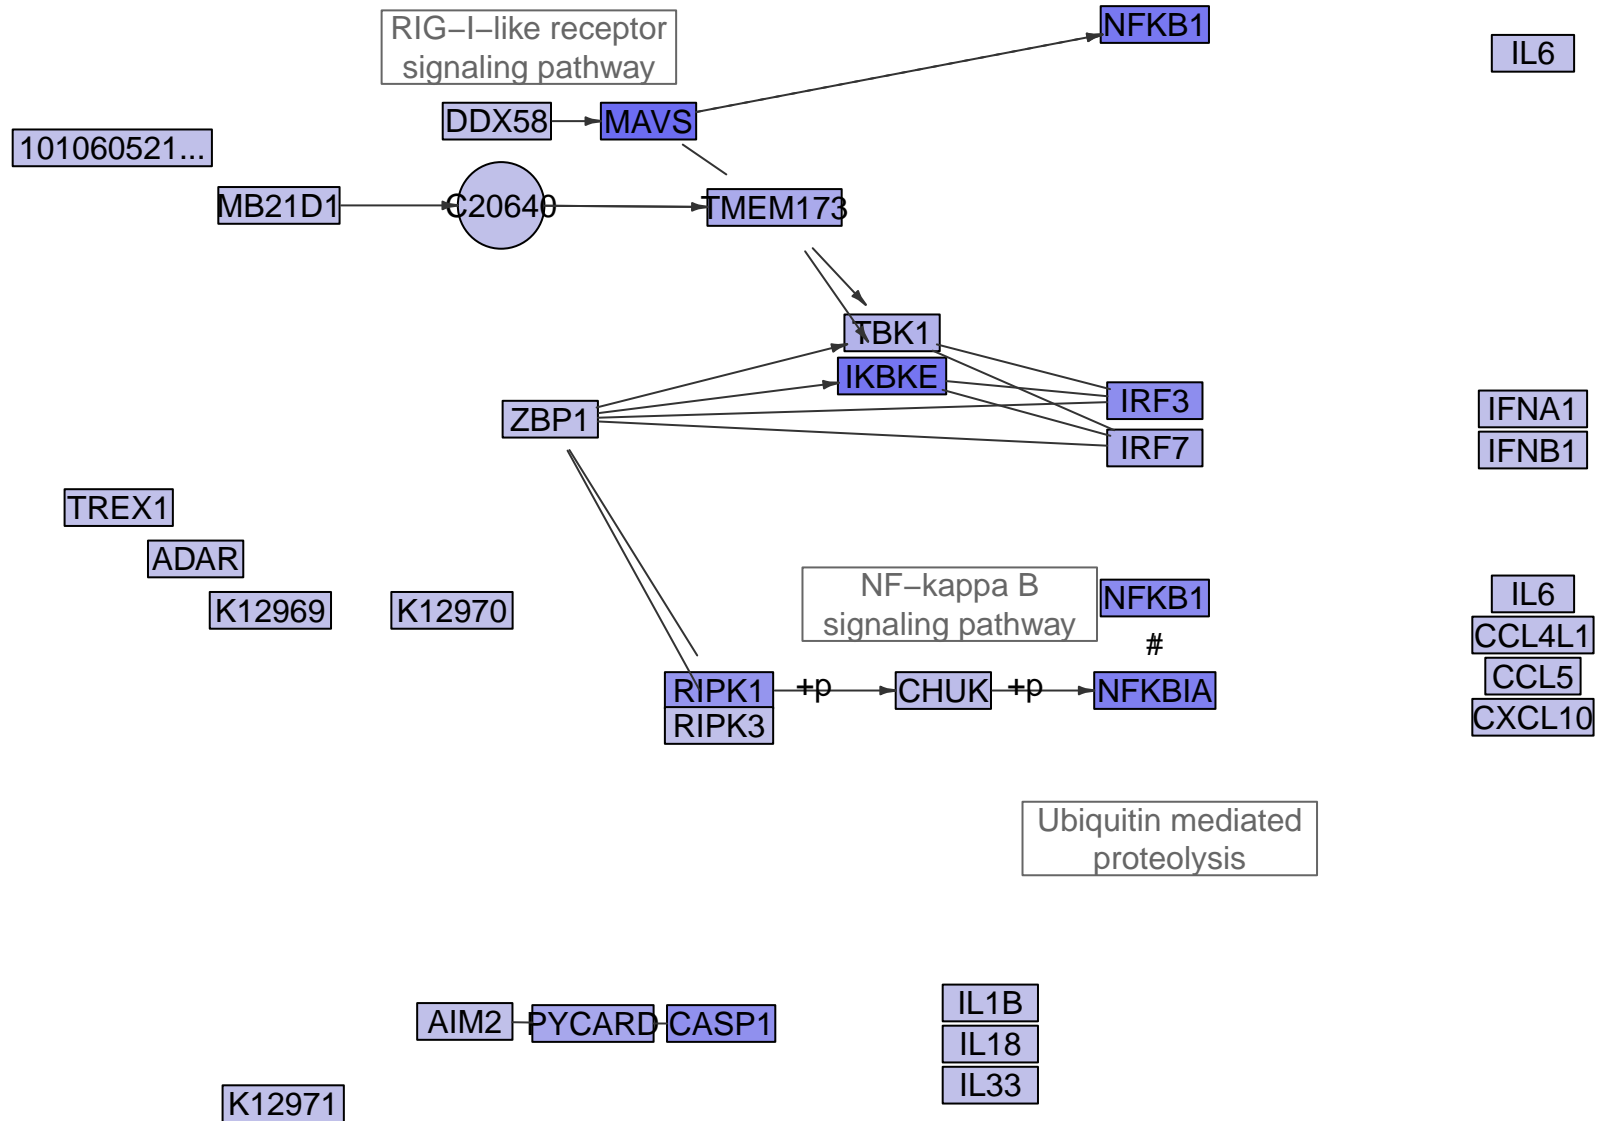 RIG−I−like receptor
signaling pathway
NFKB1
IL6
DDX58
MAVS
101060521...
MB21D1
C20640
TMEM173
TBK1
IKBKE
ZBP1
IRF3
IRF7
IFNA1
IFNB1
TREX1
ADAR
K12969
K12970
NF−kappa B
signaling pathway
NFKB1
#
IL6
CCL4L1
CCL5
CXCL10
RIPK1
+p
CHUK
+p
NFKBIA
RIPK3
Ubiquitin mediated
proteolysis
AIM2
PYCARD
CASP1
IL1B
IL18
IL33
K12971